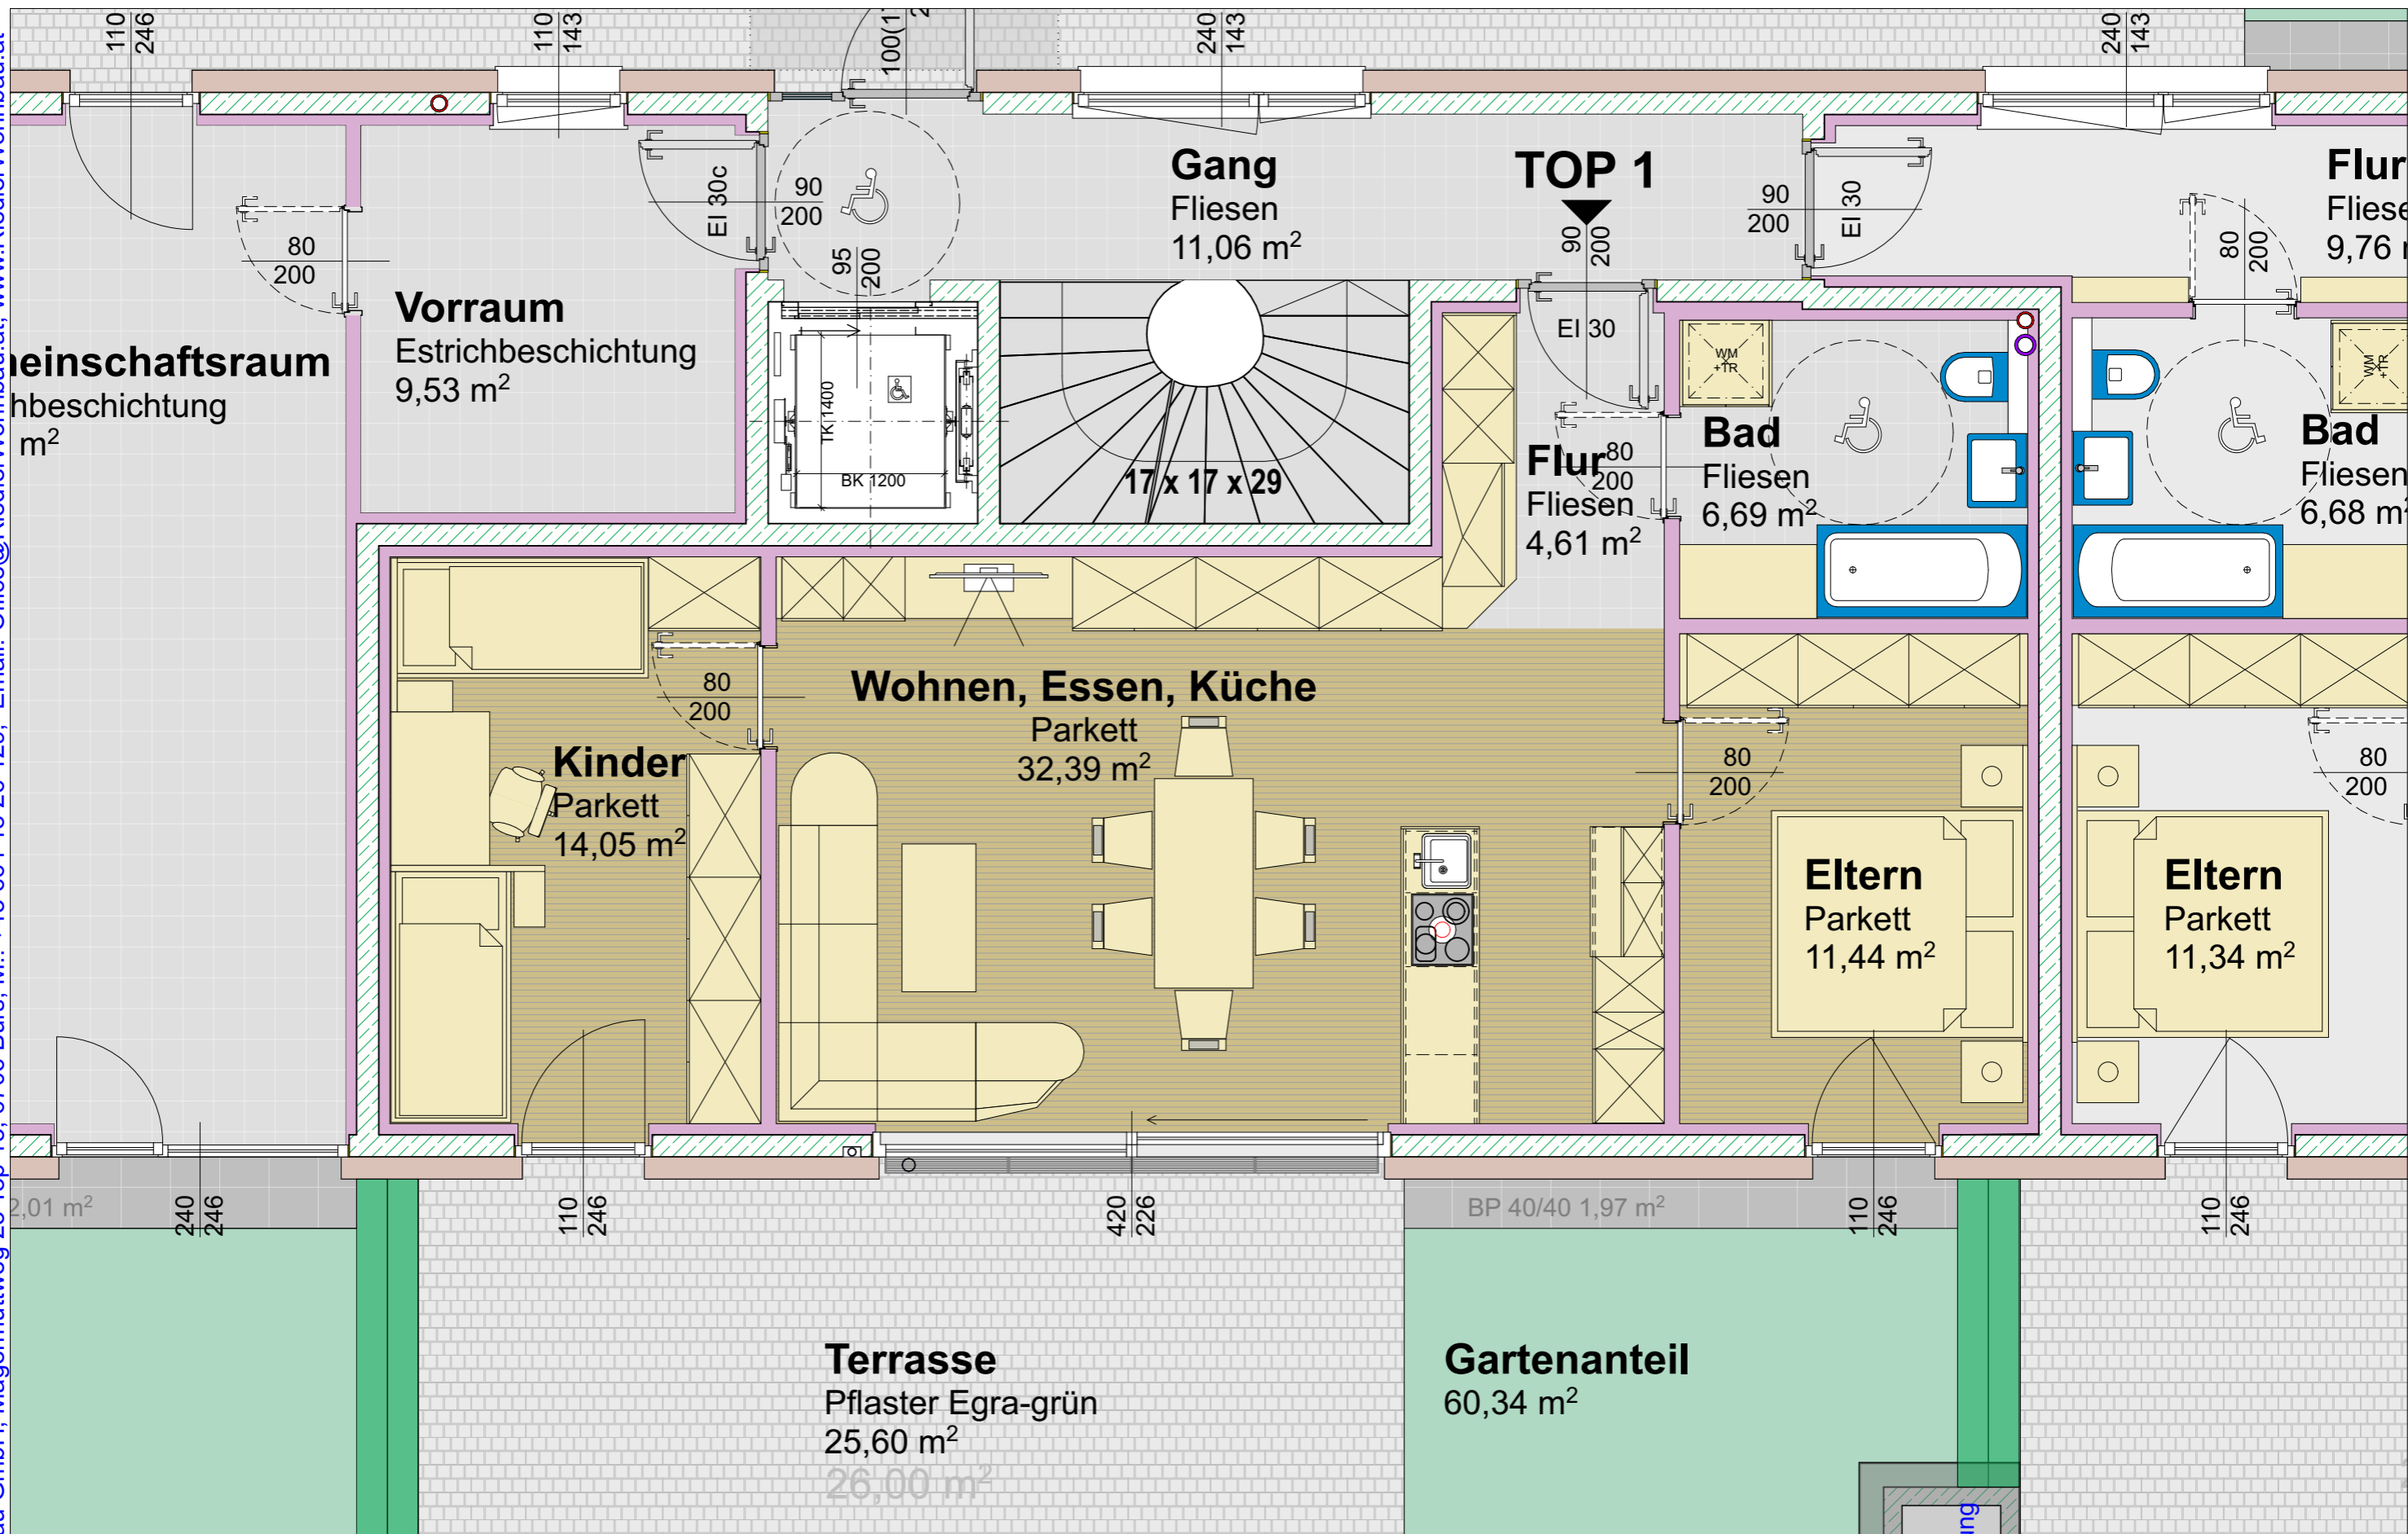 110
246
110
143
100(1
240
143
240
143
Gang
Fliesen
11,06 m²
TOP 1
90
200
EI 30c
90
200
95
200
90
200
EI 30
Flur
9,76
80
200
80
200
Vorraum
Estrichbeschichtung
9,53 m²
einschaftsraum
hbeschichtung
m²
TK 1400
BK 1200
17 x 17 x 29
EI 30
Flur
Fliesen
4,61 m²
80
200
WM
+TR
Bad
Fliesen
6,69 m²
WM
+TR
Bad
Fliesen
6,68 m²
80
200
Wohnen, Essen, Küche
Parkett
32,39 m²
Kinder
Parkett
14,05 m²
80
200
80
200
Eltern
Parkett
11,44 m²
Eltern
Parkett
11,34 m²
2,01 m²
240
246
110
246
420
226
BP 40/40 1,97 m²
110
246
110
246
Terrasse
Pflaster Egra-grün
25,60 m²
26,00 m²
Gartenanteil
60,34 m²
ung